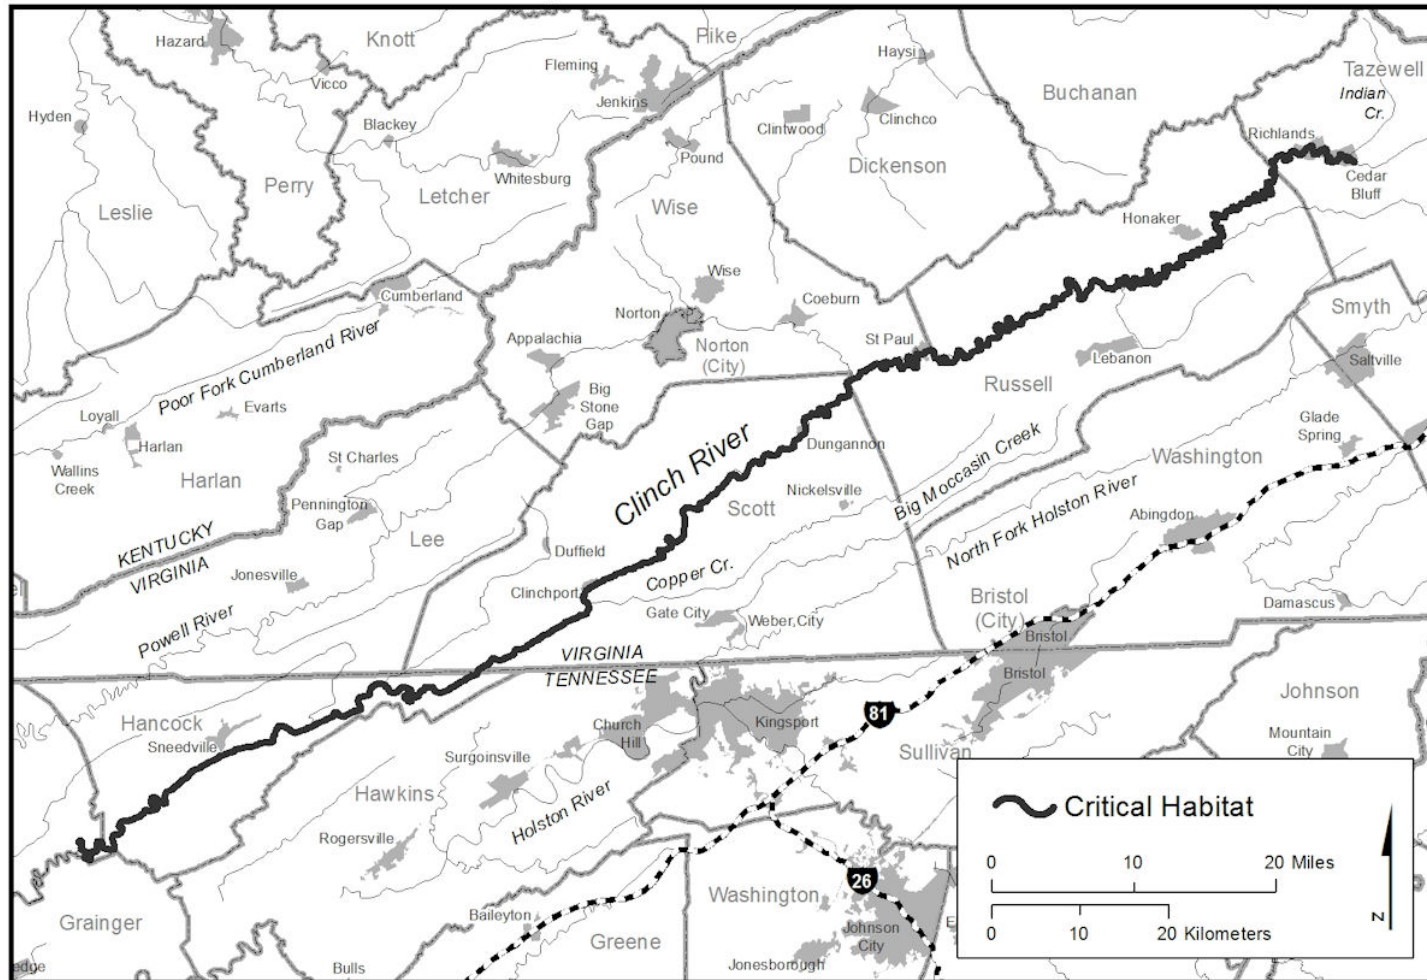 Hazard
Knott
Pike
Haysi
Tazewell
Vicco
Fleming
Jenkins
Buchanan
Indian
Cr.
Hyden
Blackey
Clintwood
Clinchco
Richlands
Pound
Dickenson
Whitesburg
Cedar
Bluff
Perry
Letcher
Leslie
Wise
Honaker
Wise
Cumberland
Coeburn
Smyth
Norton
Poor Fork Cumberland River
Appalachia
Norton
(City)
St Paul
Lebanon
Saltville
Russell
Big
Stone
Gap
Loyall
Evarts
Glade
Spring
Harlan
Dungannon
St Charles
Washington
Wallins
Creek
Harlan
Clinch River
Nickelsville
Big Moccasin Creek
Pennington
Gap
Scott
North Fork Holston River
Abingdon
KENTUCKY
VIRGINIA
Lee
Duffield
Jonesville
Copper Cr.
Clinchport
Bristol
(City)
Damascus
Powell River
Gate City
Weber City
Bristol
VIRGINIA
TENNESSEE
Bristol
Johnson
Hancock
Sneedville
Church
Hill
Kingsport
81
Mountain
City
Surgoinsville
Sullivan
Hawkins
Holston River
Rogersville
26
Washington
Grainger
Baileyton
Johnson
City
Greene
Bulls
Jonesborough
edge
Critical Habitat
0 10 20 Miles
0 10 20 Kilometers
N